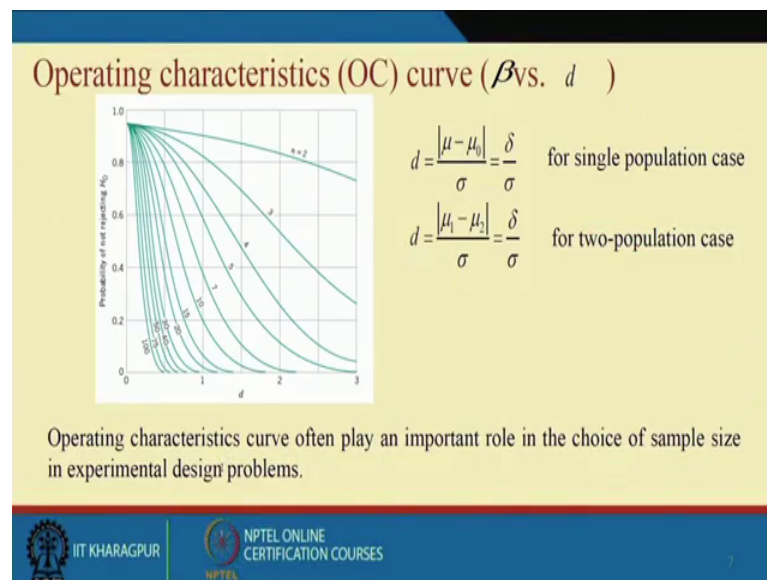 Operating characteristics (OC) curve (βvs. d )
1.0
0.8
0.6
0.4
0.2
0
Probability of not rejecting H₀
n = 2
3
4
5
7
10
15
20
30
40
50
75
100
0 1 2 3
d
d = |μ − μ₀| / σ = δ / σ for single population case
d = |μ₁ − μ₂| / σ = δ / σ for two-population case
Operating characteristics curve often play an important role in the choice of sample size
in experimental design problems.
IIT KHARAGPUR
NPTEL ONLINE
CERTIFICATION COURSES
NPTEL
7